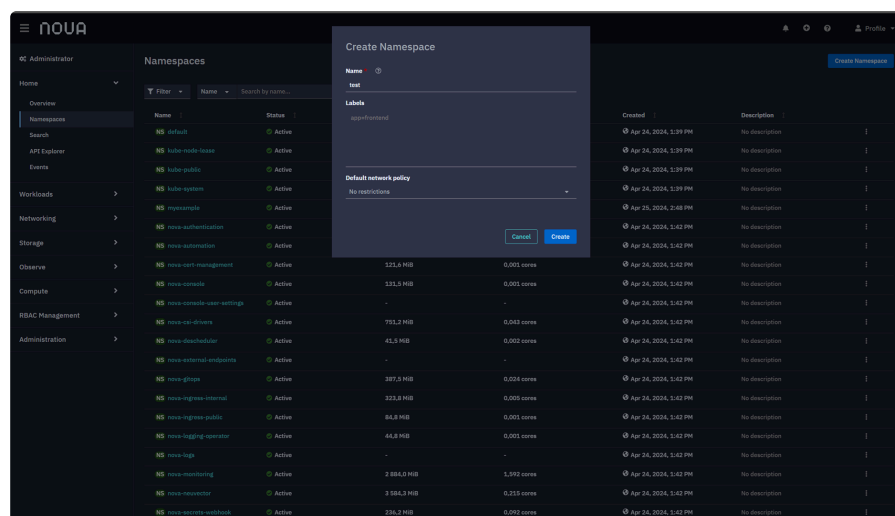 NOVA
Profile
Administrator
Namespaces
Create Namespace
Home
Overview
Namespaces
Search
API Explorer
Events
Workloads
Networking
Storage
Observe
Compute
RBAC Management
Administration
Filter
Name
Search by name...
Create Namespace
Name
test
Labels
app=frontend
Default network policy
No restrictions
Cancel
Create
Name Status Created Description
NS default Active Apr 24, 2024, 1:39 PM No description
NS kube-node-lease Active Apr 24, 2024, 1:39 PM No description
NS kube-public Active Apr 24, 2024, 1:39 PM No description
NS kube-system Active Apr 24, 2024, 1:39 PM No description
NS myexample Active Apr 25, 2024, 2:48 PM No description
NS nova-authentication Active Apr 24, 2024, 1:42 PM No description
NS nova-automation Active Apr 24, 2024, 1:42 PM No description
NS nova-cert-management Active 121,6 MiB 0,001 cores Apr 24, 2024, 1:42 PM No description
NS nova-console Active 131,5 MiB 0,001 cores Apr 24, 2024, 1:42 PM No description
NS nova-console-user-settings Active - - Apr 24, 2024, 1:42 PM No description
NS nova-csi-drivers Active 751,2 MiB 0,043 cores Apr 24, 2024, 1:42 PM No description
NS nova-descheduler Active 41,5 MiB 0,002 cores Apr 24, 2024, 1:42 PM No description
NS nova-external-endpoints Active - - Apr 24, 2024, 1:42 PM No description
NS nova-gitops Active 387,5 MiB 0,024 cores Apr 24, 2024, 1:42 PM No description
NS nova-ingress-internal Active 323,8 MiB 0,005 cores Apr 24, 2024, 1:42 PM No description
NS nova-ingress-public Active 84,8 MiB 0,001 cores Apr 24, 2024, 1:42 PM No description
NS nova-logging-operator Active 44,8 MiB 0,001 cores Apr 24, 2024, 1:42 PM No description
NS nova-logs Active - - Apr 24, 2024, 1:42 PM No description
NS nova-monitoring Active 2 884,0 MiB 1,592 cores Apr 24, 2024, 1:42 PM No description
NS nova-neuvector Active 3 584,3 MiB 0,215 cores Apr 24, 2024, 1:42 PM No description
NS nova-secrets-webhook Active 236,2 MiB 0,092 cores Apr 24, 2024, 1:42 PM No description